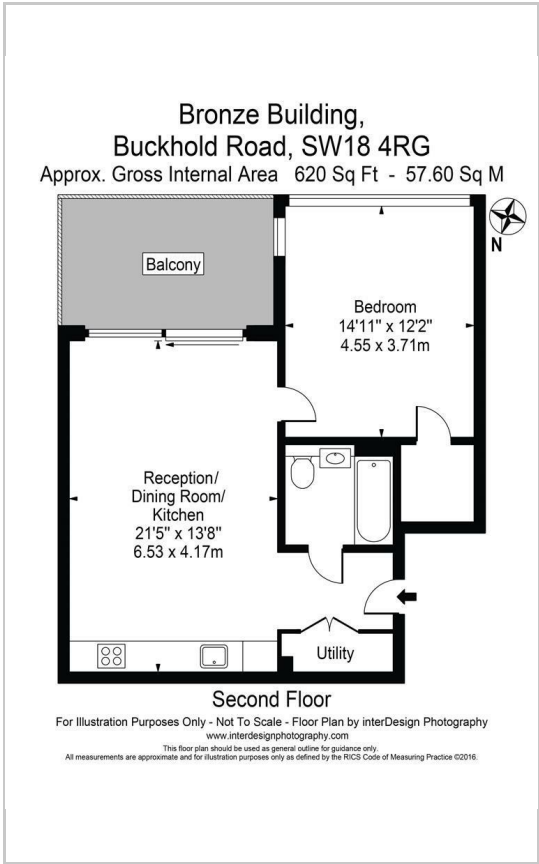 Bronze Building,
Buckhold Road, SW18 4RG
Approx. Gross Internal Area 620 Sq Ft - 57.60 Sq M
N
Balcony
Bedroom
14'11" x 12'2"
4.55 x 3.71m
Reception/
Dining Room/
Kitchen
21'5" x 13'8"
6.53 x 4.17m
Utility
Second Floor
For Illustration Purposes Only - Not To Scale - Floor Plan by interDesign Photography
www.interdesignphotography.com
This floor plan should be used as general outline for guidance only.
All measurements are approximate and for illustration purposes only as defined by the RICS Code of Measuring Practice ©2016.